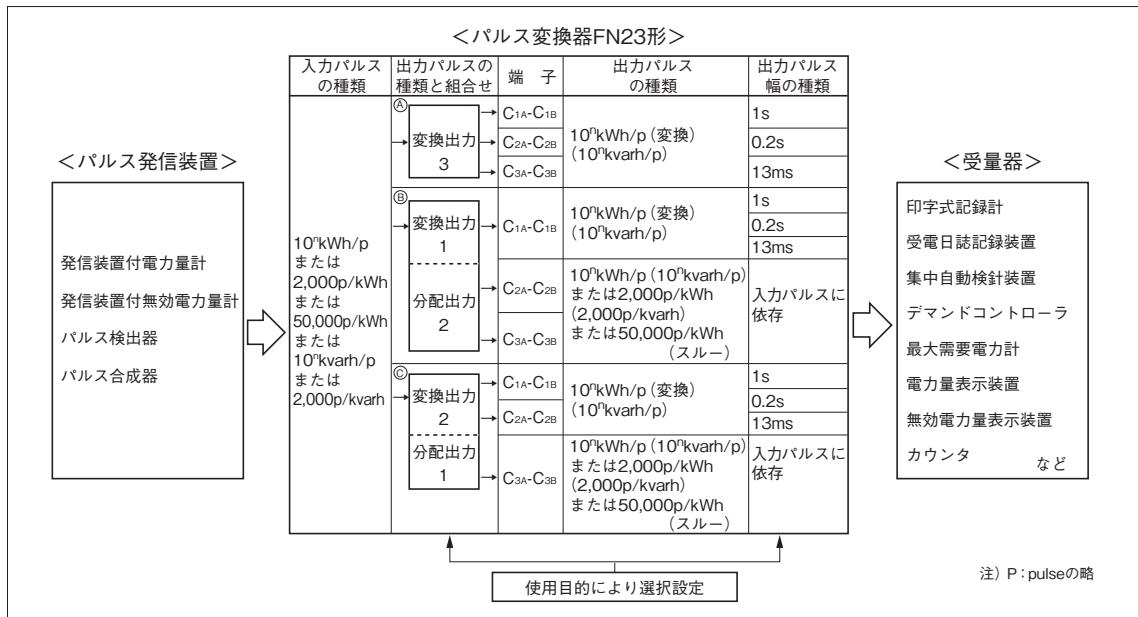 ＜パルス変換器FN23形＞
入力パルス
の種類
出力パルスの
種類と組合せ
端　子
出力パルス
の種類
出力パルス
幅の種類
＜パルス発信装置＞
発信装置付電力量計
発信装置付無効電力量計
パルス検出器
パルス合成器
10ⁿkWh/p
または
2,000p/kWh
または
50,000p/kWh
または
10ⁿkvarh/p
または
2,000p/kvarh
Ⓐ
変換出力
3
C1A-C1B
C2A-C2B
C3A-C3B
10ⁿkWh/p（変換）
(10ⁿkvarh/p)
1s
0.2s
13ms
Ⓑ
変換出力
1
分配出力
2
C1A-C1B
10ⁿkWh/p（変換）
(10ⁿkvarh/p)
1s
0.2s
13ms
C2A-C2B
C3A-C3B
10ⁿkWh/p (10ⁿkvarh/p)
または2,000p/kWh
(2,000p/kvarh)
または50,000p/kWh
（スルー）
入力パルスに
依存
Ⓒ
変換出力
2
分配出力
1
C1A-C1B
C2A-C2B
10ⁿkWh/p（変換）
(10ⁿkvarh/p)
1s
0.2s
13ms
C3A-C3B
10ⁿkWh/p (10ⁿkvarh/p)
または2,000p/kWh
(2,000p/kvarh)
または50,000p/kWh
（スルー）
入力パルスに
依存
＜受量器＞
印字式記録計
受電日誌記録装置
集中自動検針装置
デマンドコントローラ
最大需要電力計
電力量表示装置
無効電力量表示装置
カウンタ　など
使用目的により選択設定
注）P：pulseの略